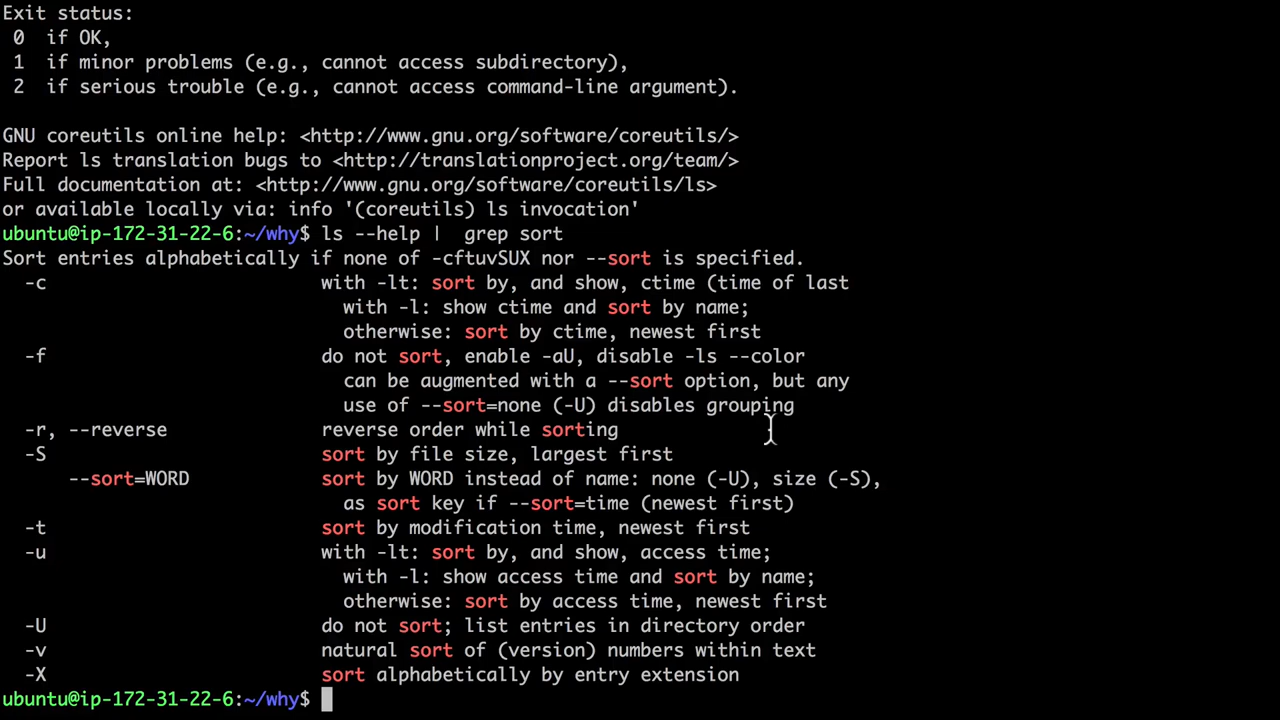 Exit status:
 0  if OK,
 1  if minor problems (e.g., cannot access subdirectory),
 2  if serious trouble (e.g., cannot access command-line argument).

GNU coreutils online help: <http://www.gnu.org/software/coreutils/>
Report ls translation bugs to <http://translationproject.org/team/>
Full documentation at: <http://www.gnu.org/software/coreutils/ls>
or available locally via: info '(coreutils) ls invocation'
ubuntu@ip-172-31-22-6:~/why$ ls --help |  grep sort
Sort entries alphabetically if none of -cftuvSUX nor --sort is specified.
  -c                         with -lt: sort by, and show, ctime (time of last
                               with -l: show ctime and sort by name;
                               otherwise: sort by ctime, newest first
  -f                         do not sort, enable -aU, disable -ls --color
                               can be augmented with a --sort option, but any
                               use of --sort=none (-U) disables grouping
  -r, --reverse              reverse order while sorting
  -S                         sort by file size, largest first
      --sort=WORD            sort by WORD instead of name: none (-U), size (-S),
                               as sort key if --sort=time (newest first)
  -t                         sort by modification time, newest first
  -u                         with -lt: sort by, and show, access time;
                               with -l: show access time and sort by name;
                               otherwise: sort by access time, newest first
  -U                         do not sort; list entries in directory order
  -v                         natural sort of (version) numbers within text
  -X                         sort alphabetically by entry extension
ubuntu@ip-172-31-22-6:~/why$